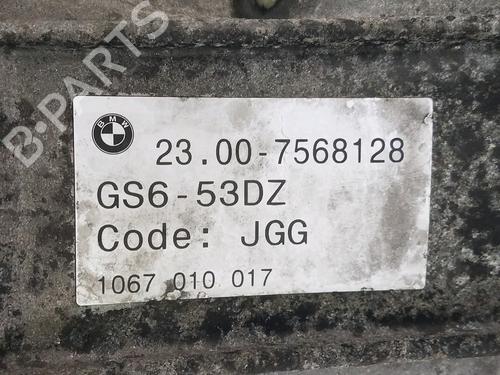 B-PARTS
BMW
23.00-7568128
GS6-53DZ
Code: JGG
1067 010 017